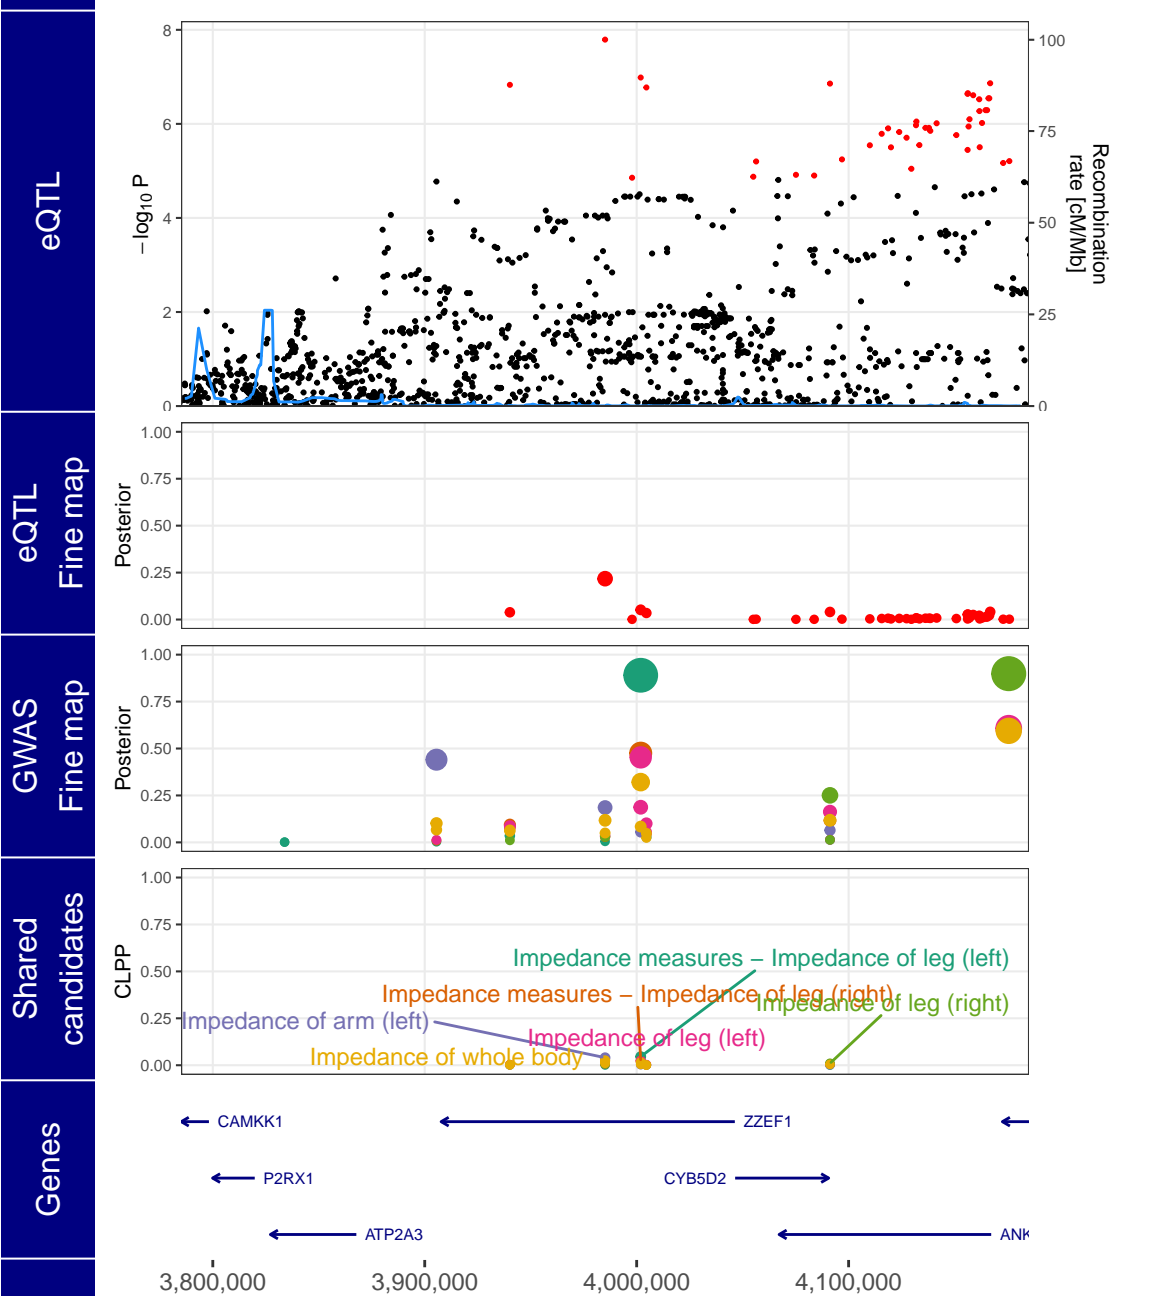 eQTL
8
6
4
2
0
−log10 P
100
75
50
25
0
Recombination
rate [cM/Mb]
eQTL
Fine map
Posterior
1.00
0.75
0.50
0.25
0.00
GWAS
Fine map
Posterior
1.00
0.75
0.50
0.25
0.00
Shared
candidates
CLPP
1.00
0.75
0.50
0.25
0.00
Impedance measures − Impedance of leg (left)
Impedance measures − Impedance of leg (right)
Impedance of leg (right)
Impedance of arm (left)
Impedance of leg (left)
Impedance of whole body
Genes
CAMKK1
ZZEF1
P2RX1
CYB5D2
ATP2A3
ANK
3,800,000
3,900,000
4,000,000
4,100,000